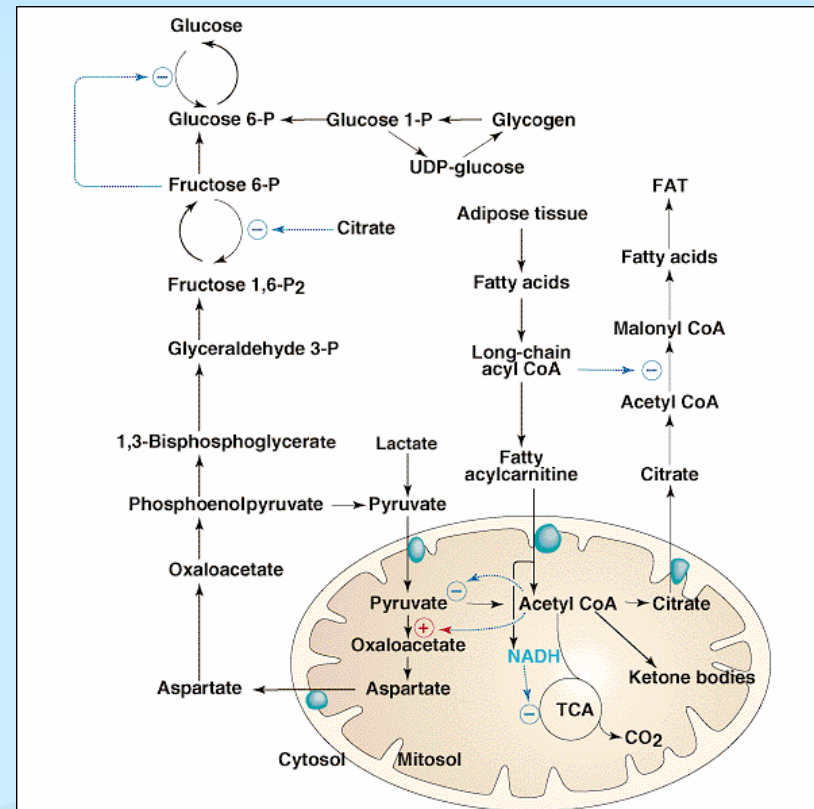 Glucose
−
Glucose 6-P
Glucose 1-P
Glycogen
UDP-glucose
Fructose 6-P
FAT
Adipose tissue
−
Citrate
Fatty acids
Fructose 1,6-P2
Fatty acids
Malonyl CoA
Glyceraldehyde 3-P
Long-chain
acyl CoA
−
Acetyl CoA
1,3-Bisphosphoglycerate
Lactate
Fatty
acylcarnitine
Citrate
Phosphoenolpyruvate
Pyruvate
Oxaloacetate
−
Pyruvate
Acetyl CoA
Citrate
+
Oxaloacetate
NADH
Ketone bodies
Aspartate
Aspartate
−
TCA
CO2
Cytosol
Mitosol